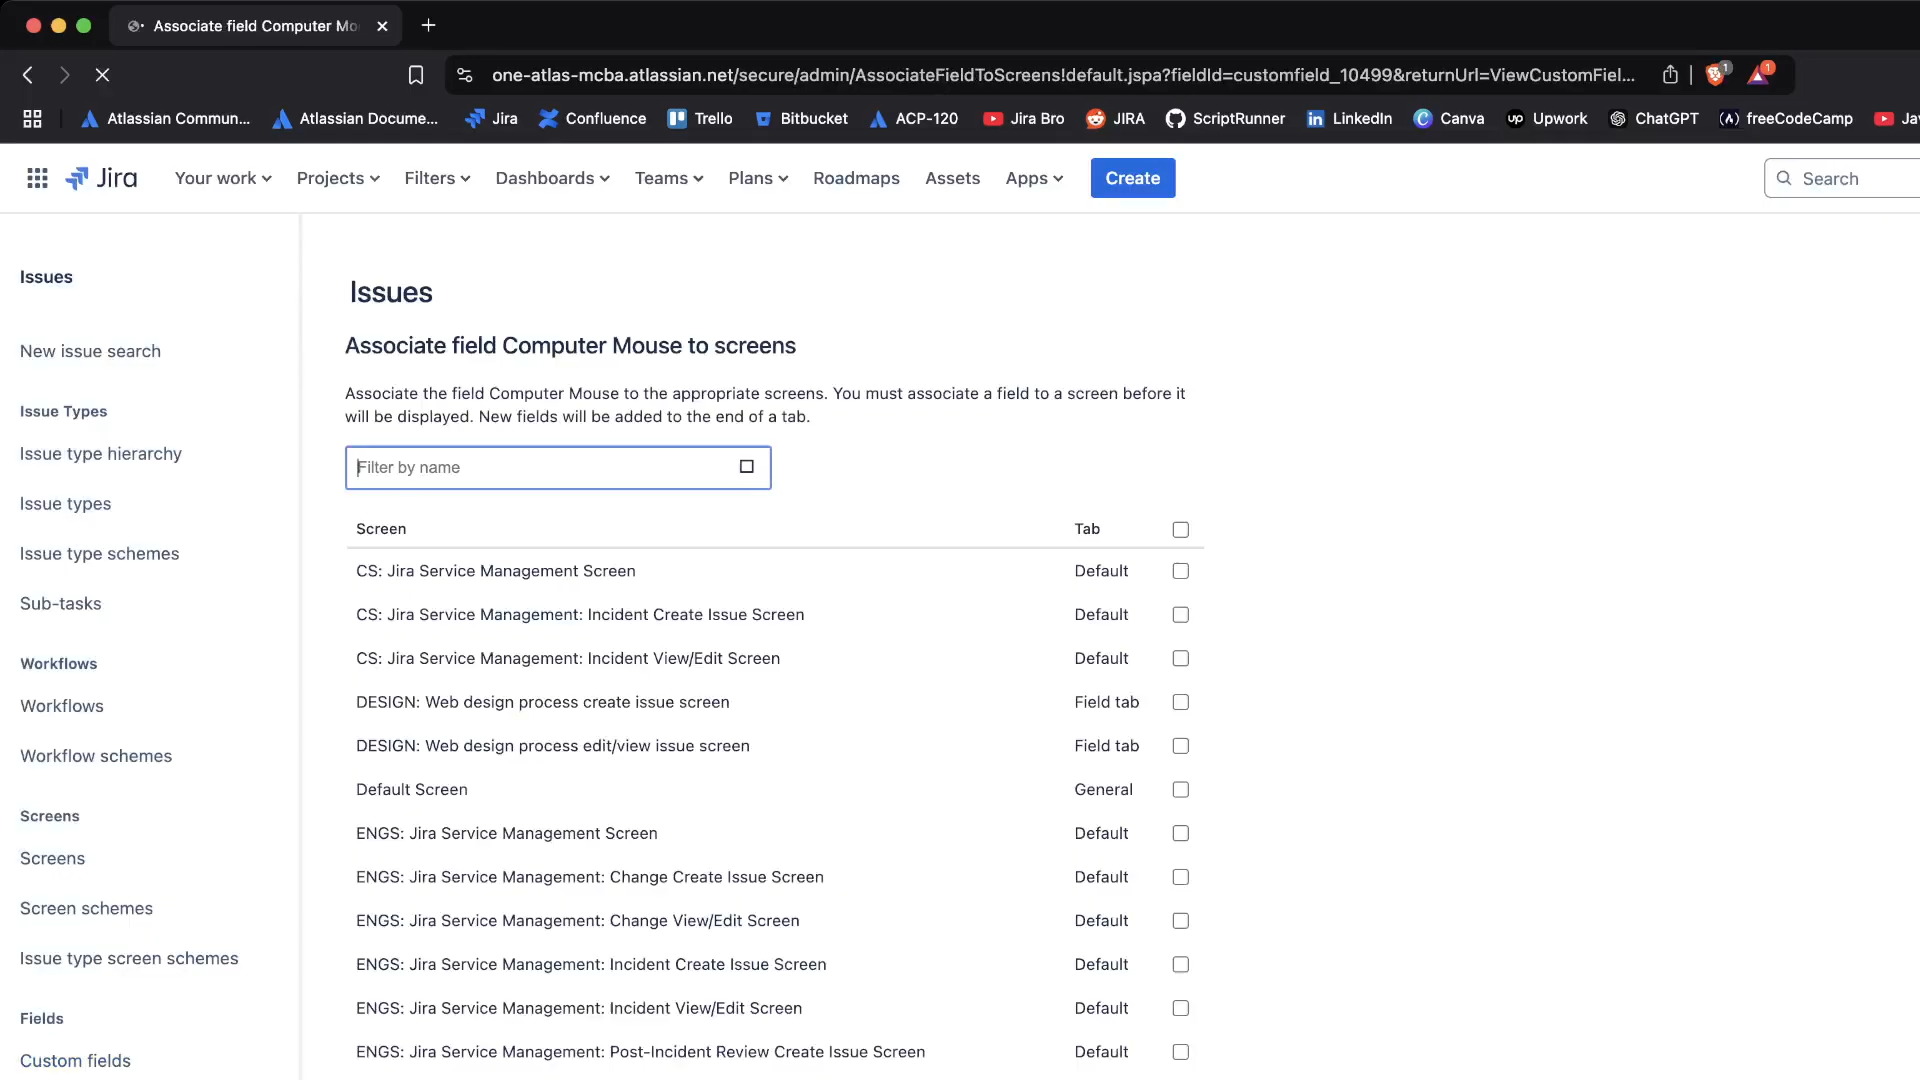 Associate field Computer Mo
one-atlas-mcba.atlassian.net/secure/admin/AssociateFieldToScreens!default.jspa?fieldId=customfield_10499&returnUrl=ViewCustomFiel...
1
1
Atlassian Commun...
Atlassian Docume...
Jira
Confluence
Trello
Bitbucket
ACP-120
Jira Bro
JIRA
ScriptRunner
LinkedIn
Canva
up Upwork
ChatGPT
freeCodeCamp
Jav
Jira
Your work
Projects
Filters
Dashboards
Teams
Plans
Roadmaps
Assets
Apps
Create
Search
Issues
New issue search
Issue Types
Issue type hierarchy
Issue types
Issue type schemes
Sub-tasks
Workflows
Workflows
Workflow schemes
Screens
Screens
Screen schemes
Issue type screen schemes
Fields
Custom fields
Issues
Associate field Computer Mouse to screens
Associate the field Computer Mouse to the appropriate screens. You must associate a field to a screen before it
will be displayed. New fields will be added to the end of a tab.
Filter by name
Screen Tab
CS: Jira Service Management Screen Default
CS: Jira Service Management: Incident Create Issue Screen Default
CS: Jira Service Management: Incident View/Edit Screen Default
DESIGN: Web design process create issue screen Field tab
DESIGN: Web design process edit/view issue screen Field tab
Default Screen General
ENGS: Jira Service Management Screen Default
ENGS: Jira Service Management: Change Create Issue Screen Default
ENGS: Jira Service Management: Change View/Edit Screen Default
ENGS: Jira Service Management: Incident Create Issue Screen Default
ENGS: Jira Service Management: Incident View/Edit Screen Default
ENGS: Jira Service Management: Post-Incident Review Create Issue Screen Default